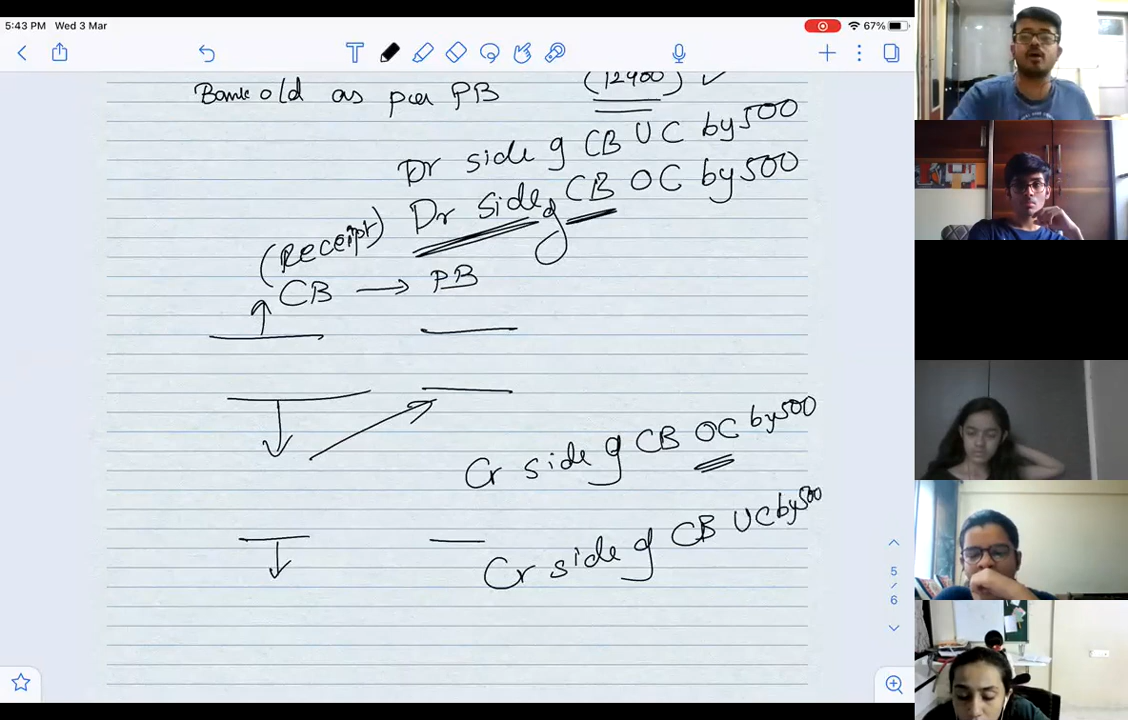 5:43 PM Wed 3 Mar
67%
T
Bank old as per PB (12400) ✓
Dr side of CB UC by 500
Dr side of CB OC by 500
(Receipt)
CB → PB
Cr side of CB OC by 500
Cr side of CB UC by 500
5
/
6